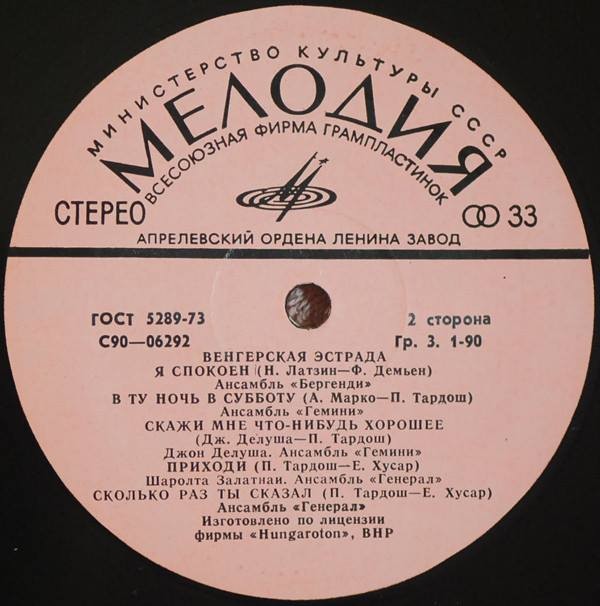 МИНИСТЕРСТВО КУЛЬТУРЫ СССР
МЕЛОДИЯ
ВСЕСОЮЗНАЯ ФИРМА ГРАМПЛАСТИНОК
СТЕРЕО
33
АПРЕЛЕВСКИЙ ОРДЕНА ЛЕНИНА ЗАВОД
ГОСТ 5289-73
2 сторона
С90—06292
Гр. 3. 1-90
ВЕНГЕРСКАЯ ЭСТРАДА
Я СПОКОЕН (Н. Латзин—Ф. Демьен)
Ансамбль «Бергенди»
В ТУ НОЧЬ В СУББОТУ (А. Марко—П. Тардош)
Ансамбль «Гемини»
СКАЖИ МНЕ ЧТО-НИБУДЬ ХОРОШЕЕ
(Дж. Делуша—П. Тардош)
Джон Делуша. Ансамбль «Гемини»
ПРИХОДИ (П. Тардош—Е. Хусар)
Шаролта Залатнаи. Ансамбль «Генерал»
СКОЛЬКО РАЗ ТЫ СКАЗАЛ (П. Тардош—Е. Хусар)
Ансамбль «Генерал»
Изготовлено по лицензии
фирмы «Hungaroton», ВНР